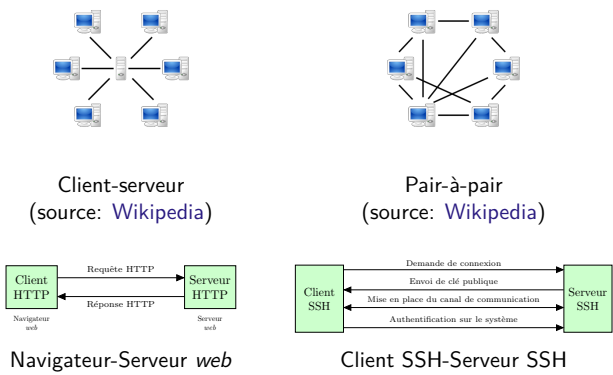 Client-serveur
(source: Wikipedia)
Pair-à-pair
(source: Wikipedia)
Client
HTTP
Requête HTTP
Réponse HTTP
Serveur
HTTP
Navigateur
web
Serveur
web
Navigateur-Serveur web
Client
SSH
Demande de connexion
Envoi de clé publique
Mise en place du canal de communication
Authentification sur le système
Serveur
SSH
Client SSH-Serveur SSH